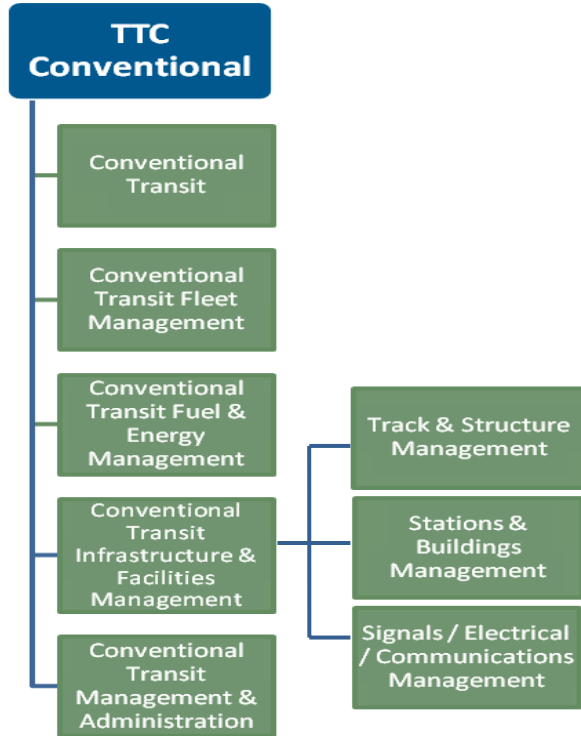 TTC
Conventional
Conventional
Transit
Conventional
Transit Fleet
Management
Conventional
Transit Fuel &
Energy
Management
Conventional
Transit
Infrastructure &
Facilities
Management
Conventional
Transit
Management &
Administration
Track & Structure
Management
Stations &
Buildings
Management
Signals / Electrical
/ Communications
Management